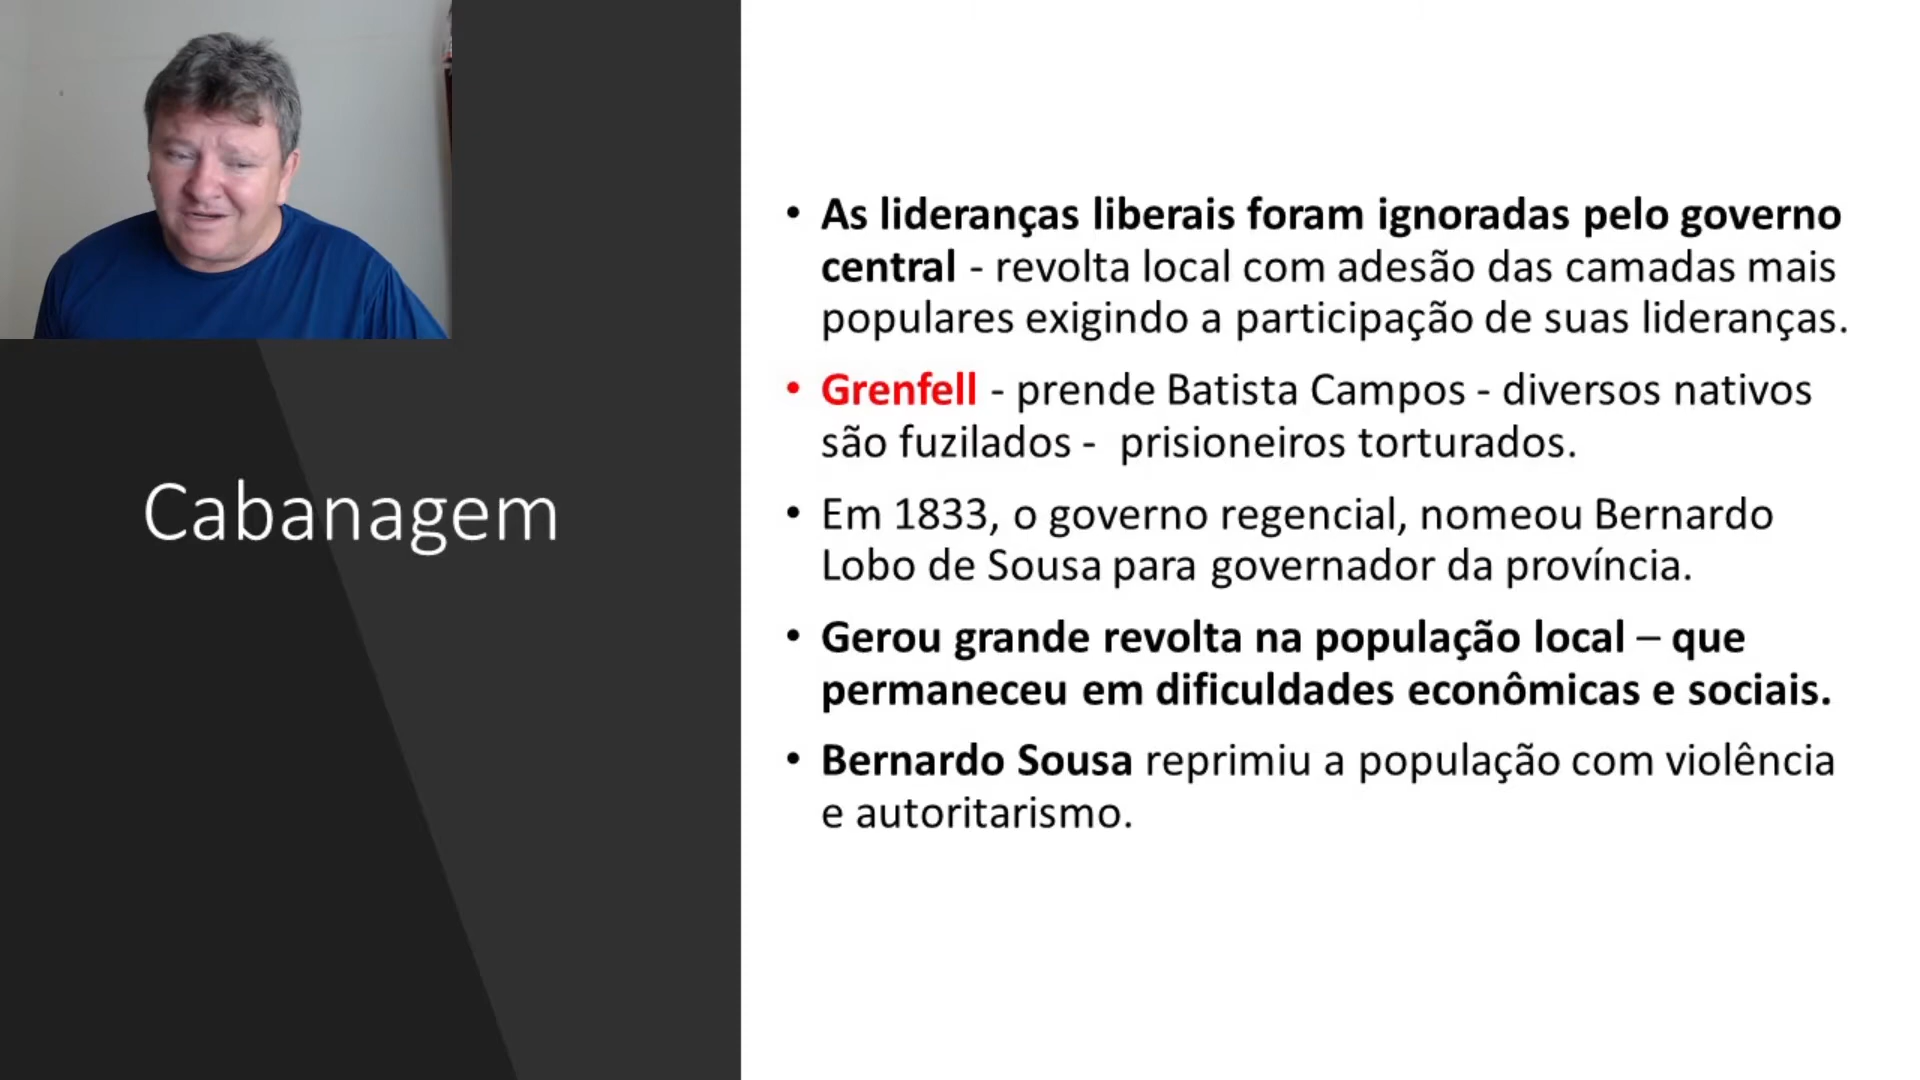 Cabanagem
• As lideranças liberais foram ignoradas pelo governo
central - revolta local com adesão das camadas mais
populares exigindo a participação de suas lideranças.
• Grenfell - prende Batista Campos - diversos nativos
são fuzilados -  prisioneiros torturados.
• Em 1833, o governo regencial, nomeou Bernardo
Lobo de Sousa para governador da província.
• Gerou grande revolta na população local – que
permaneceu em dificuldades econômicas e sociais.
• Bernardo Sousa reprimiu a população com violência
e autoritarismo.